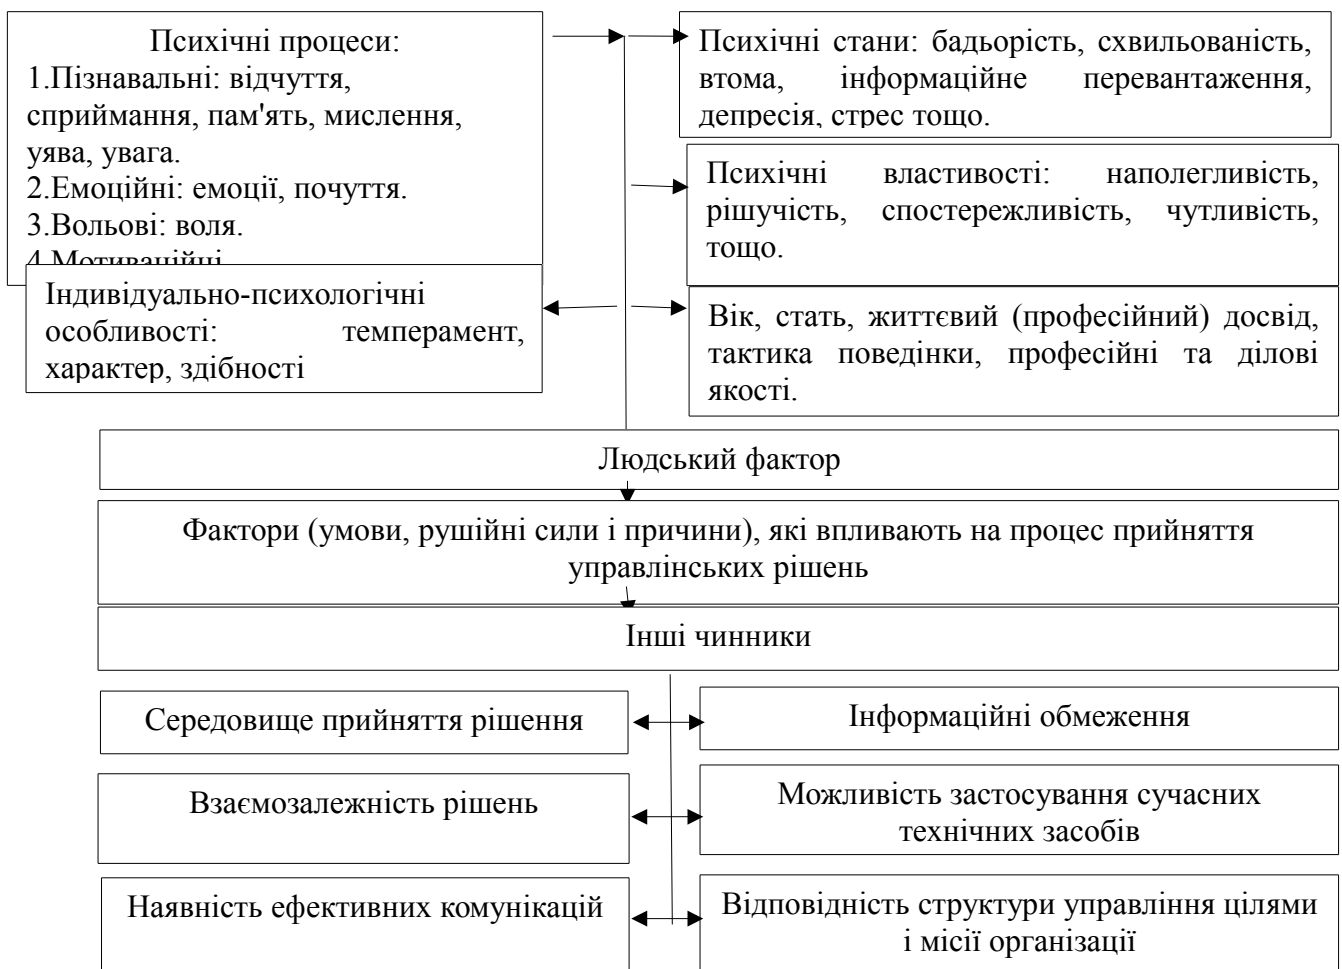 Психічні процеси:
1.Пізнавальні: відчуття,
сприймання, пам'ять, мислення,
уява, увага.
2.Емоційні: емоції, почуття.
3.Вольові: воля.
4.Мотиваційні
Індивідуально-психологічні
особливості: темперамент,
характер, здібності
Психічні стани: бадьорість, схвильованість,
втома, інформаційне перевантаження,
депресія, стрес тощо.
Психічні властивості: наполегливість,
рішучість, спостережливість, чутливість,
тощо.
Вік, стать, життєвий (професійний) досвід,
тактика поведінки, професійні та ділові
якості.
Людський фактор
Фактори (умови, рушійні сили і причини), які впливають на процес прийняття
управлінських рішень
Інші чинники
Середовище прийняття рішення
Інформаційні обмеження
Взаємозалежність рішень
Можливість застосування сучасних
технічних засобів
Наявність ефективних комунікацій
Відповідність структури управління цілями
і місії організації